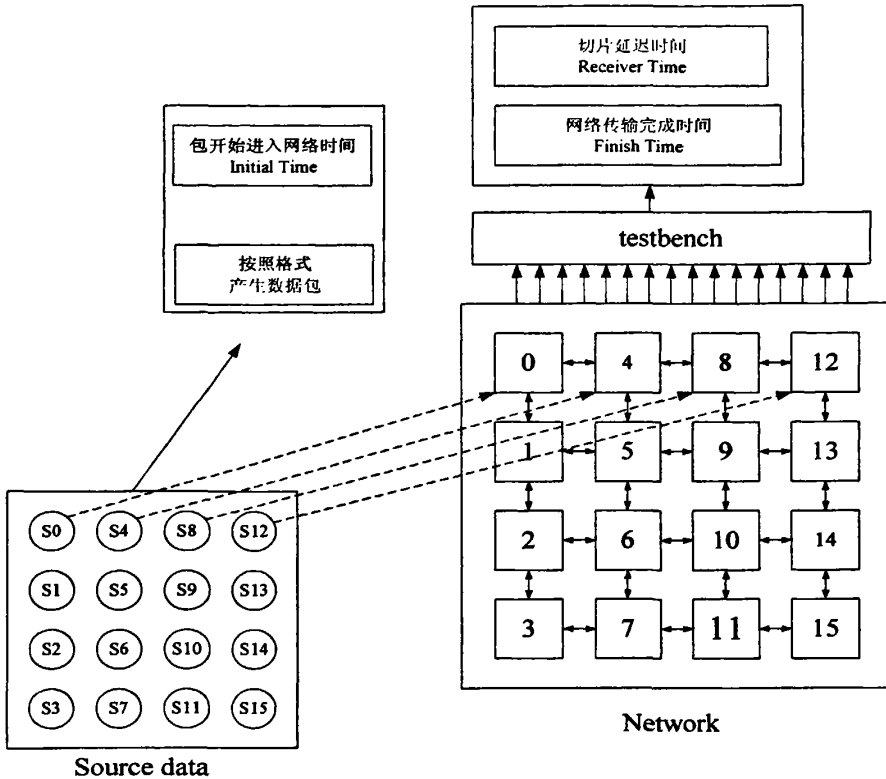 切片延迟时间
Receiver Time
网络传输完成时间
Finish Time
包开始进入网络时间
Initial Time
按照格式
产生数据包
testbench
0 4 8 12
1 5 9 13
2 6 10 14
3 7 11 15
Network
S0 S4 S8 S12
S1 S5 S9 S13
S2 S6 S10 S14
S3 S7 S11 S15
Source data